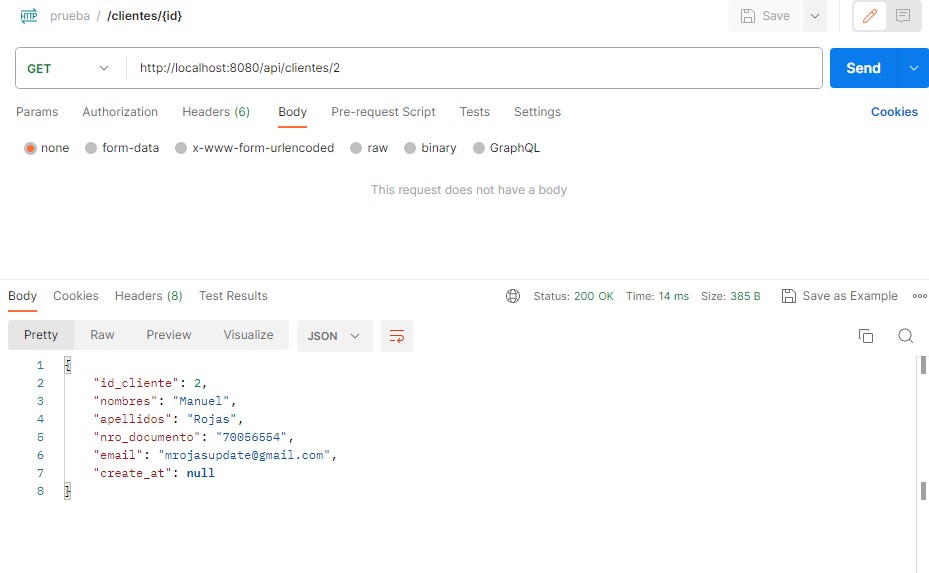 HTTP prueba / /clientes/{id} Save
GET http://localhost:8080/api/clientes/2 Send
Params Authorization Headers (6) Body Pre-request Script Tests Settings Cookies
none form-data x-www-form-urlencoded raw binary GraphQL
This request does not have a body
Body Cookies Headers (8) Test Results Status: 200 OK Time: 14 ms Size: 385 B Save as Example
Pretty Raw Preview Visualize JSON
1 {
2 "id_cliente": 2,
3 "nombres": "Manuel",
4 "apellidos": "Rojas",
5 "nro_documento": "70056554",
6 "email": "mrojasupdate@gmail.com",
7 "create_at": null
8 }